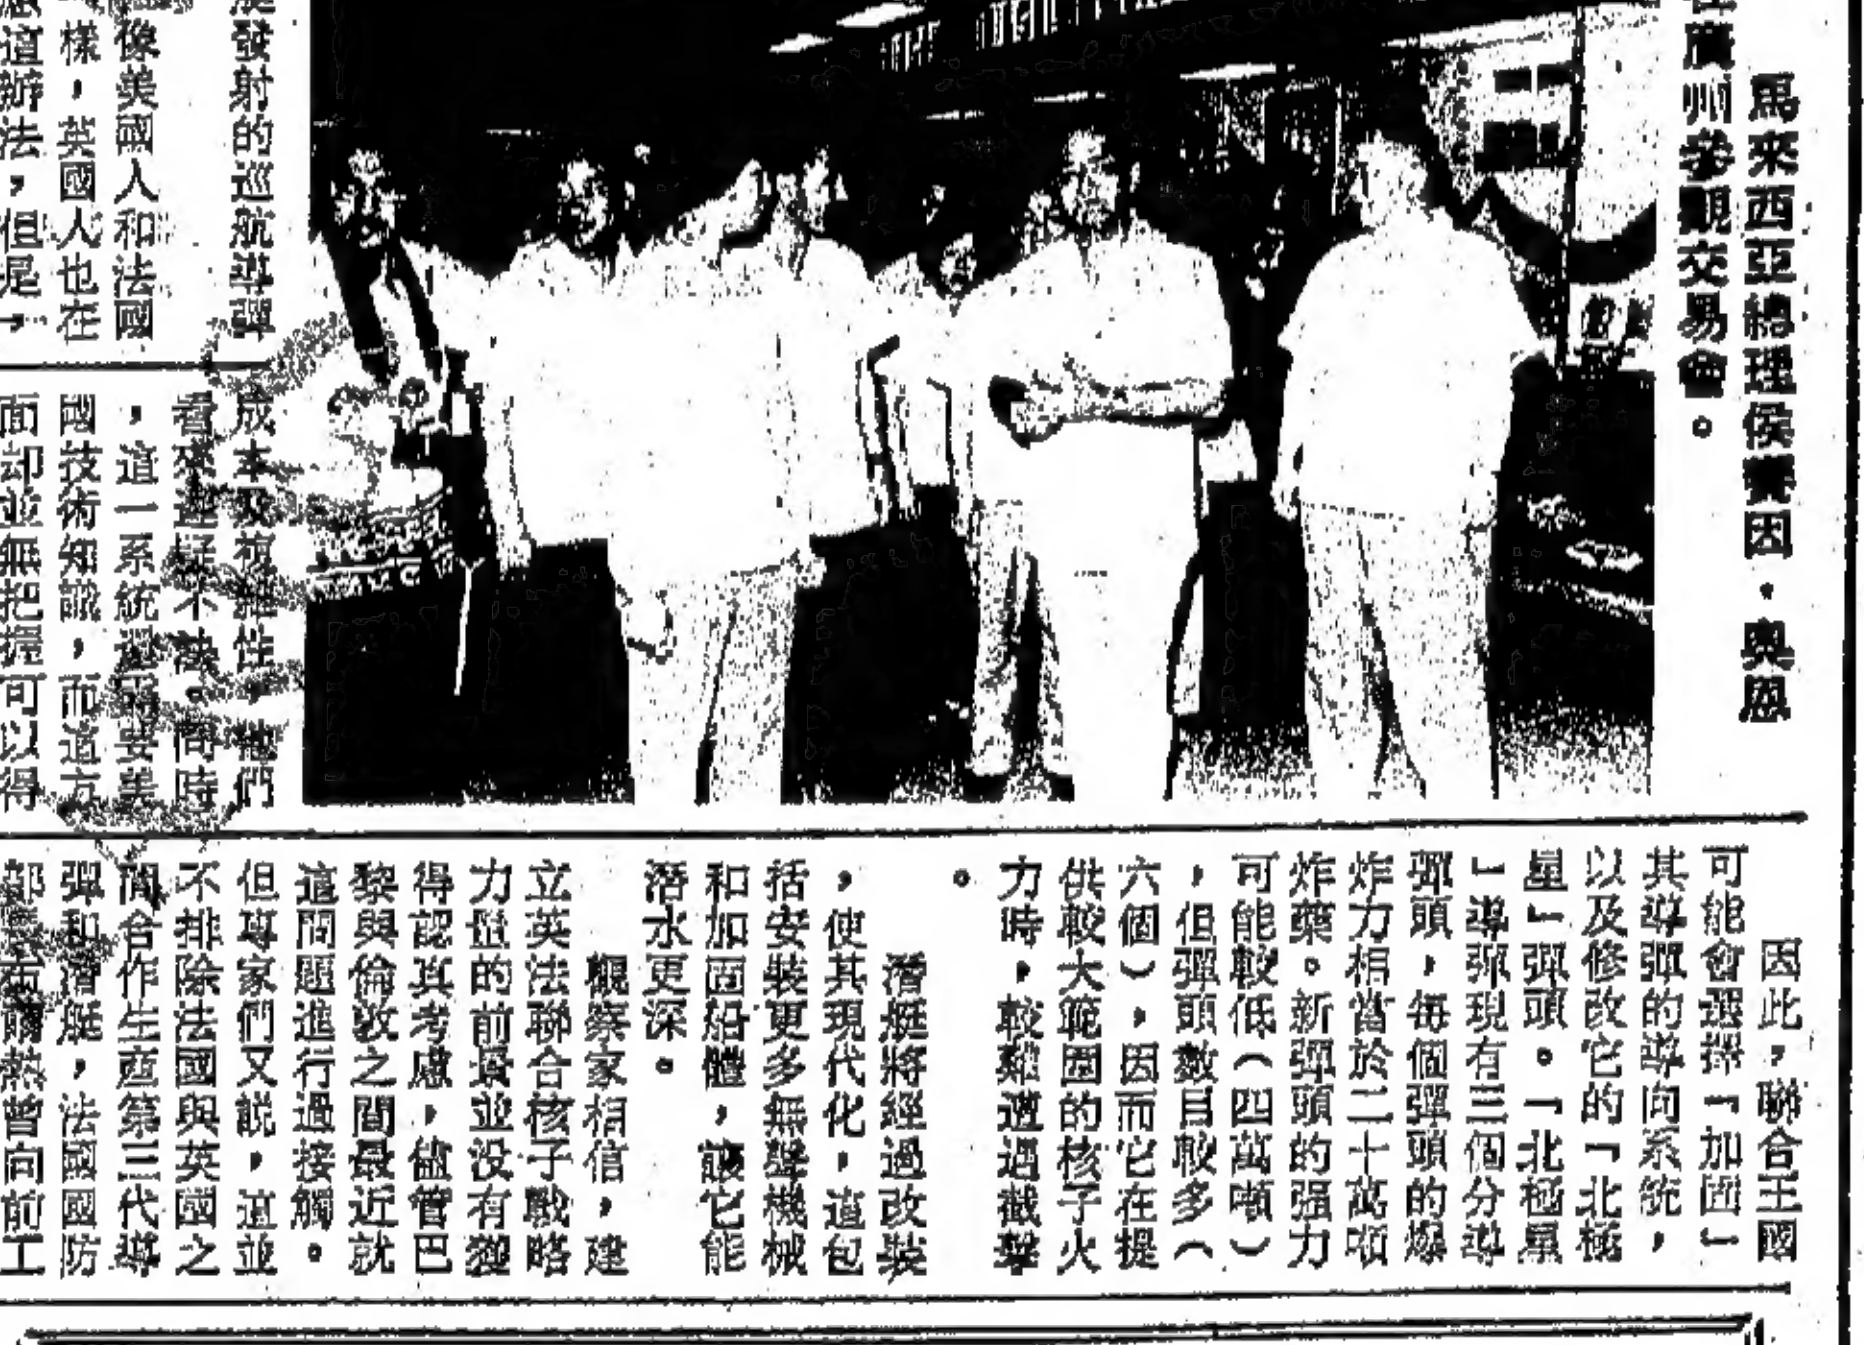 馬來西亞總理侯賽因・奧恩
在廣州參觀交易會。
艇發射的巡航導彈
像美國人和法國
樣，英國人也在
這辦法，但是，
成本及複雜性，他們
看來遲疑不決。同時
，這一系統還需要美
國技術知識，而這方
面却並無把握可以得
因此，聯合王國
可能會選擇「加固」
其導彈的導向系統，
以及修改它的「北極
星」彈頭。「北極星
」導彈現有三個分導
彈頭，每個彈頭的爆
炸力相當於二十萬噸
炸藥。新彈頭的强力
可能較低（四萬噸）
，但彈頭數目較多（
六個），因而它在提
供較大範圍的核子火
力時，較難遭遇截擊
。
潛艇將經過改裝
，使其現代化，這包
括安裝更多無聲機械
和加固船體，讓它能
潛水更深。
觀察家相信，建
立英法聯合核子戰略
力量的前景並没有獲
得認真考慮，儘管巴
黎與倫敦之間最近就
這問題進行過接觸。
但專家們又説，這並
不排除法國與英國之
間合作生產第三代導
彈和潛艇，法國國防
部長 爾熱曾向前工